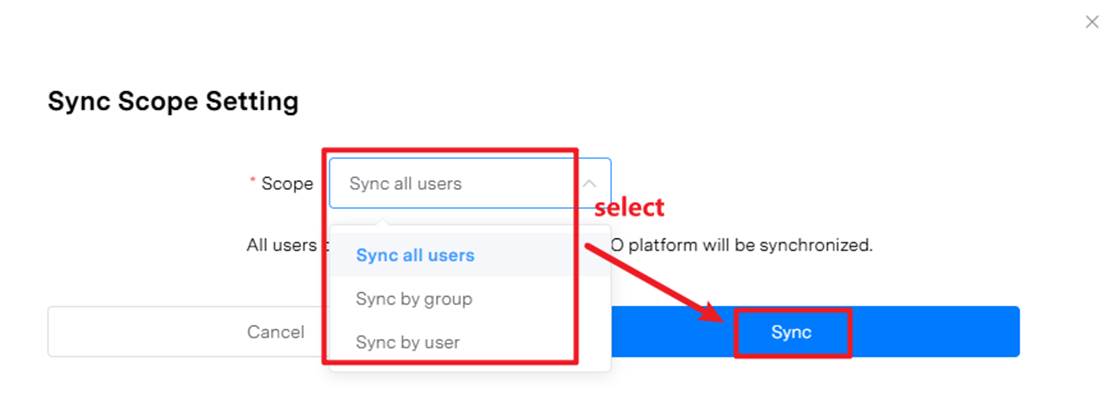 Sync Scope Setting
* Scope
Sync all users
select
All users
O platform will be synchronized.
Sync all users
Sync by group
Sync by user
Cancel
Sync